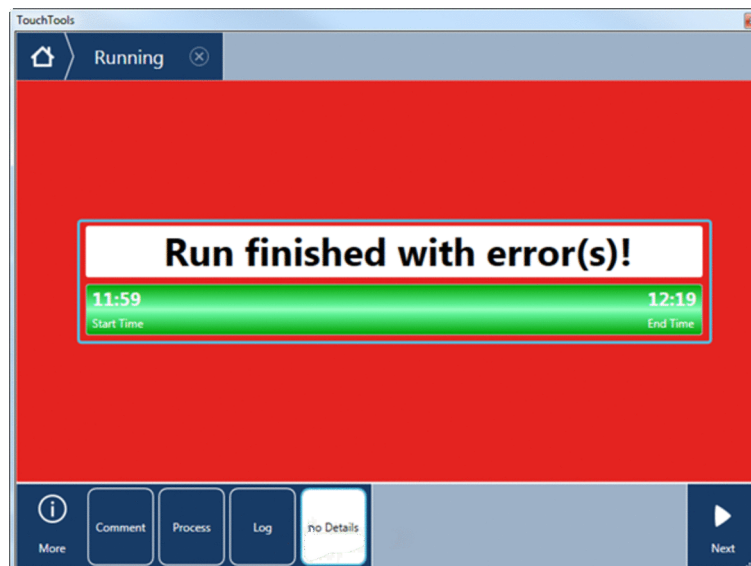 TouchTools
Running
Run finished with error(s)!
11:59 12:19
Start Time End Time
Comment Process Log no Details
More Next